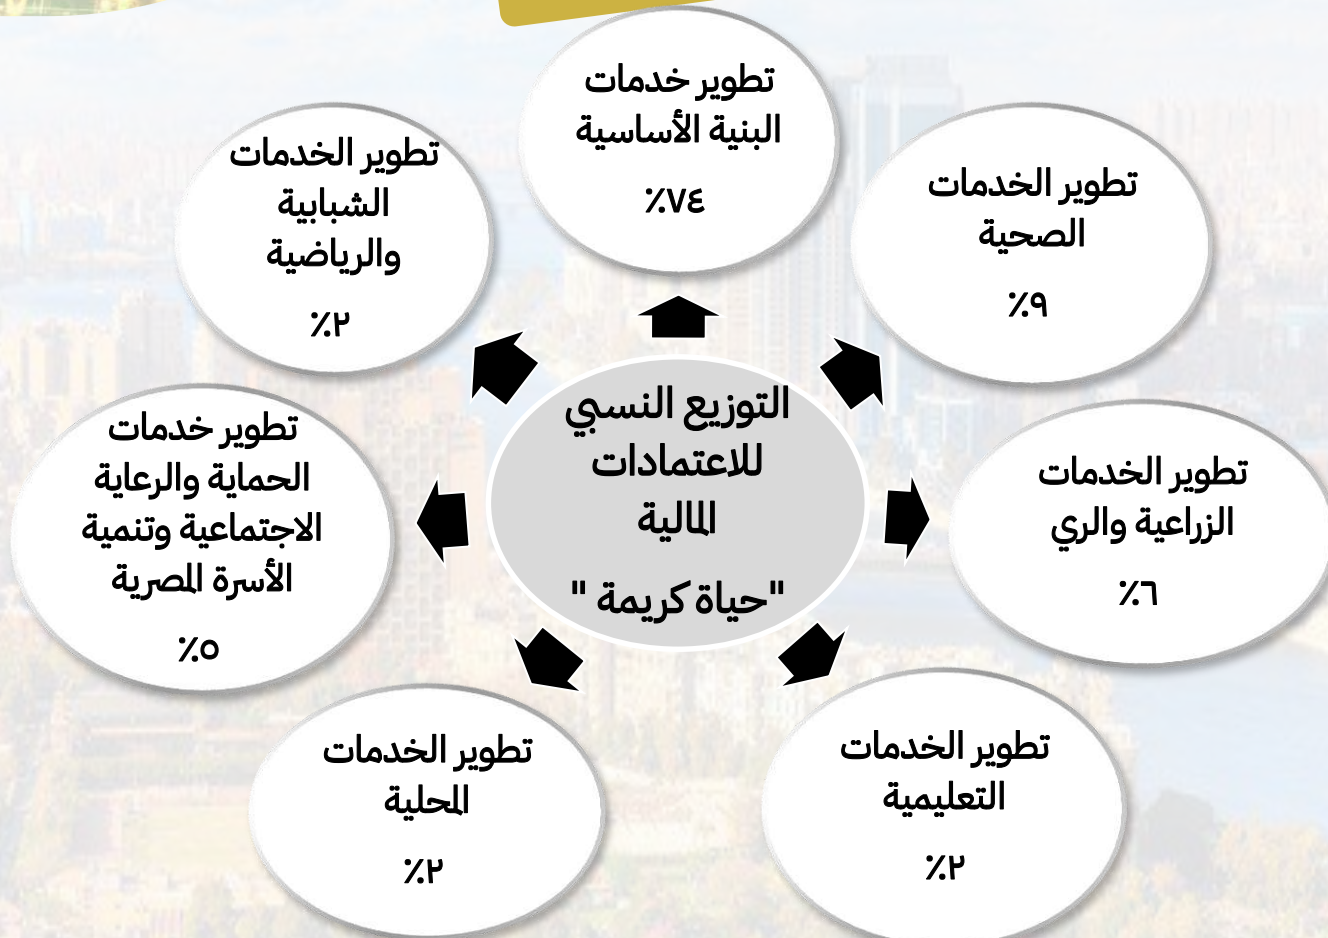 تطوير خدمات
البنية الأساسية
٧٤٪
تطوير الخدمات
الصحية
٩٪
تطوير الخدمات
الزراعية والري
٦٪
تطوير الخدمات
التعليمية
٢٪
تطوير الخدمات
المحلية
٢٪
تطوير خدمات
الحماية والرعاية
الاجتماعية وتنمية
الأسرة المصرية
٥٪
تطوير الخدمات
الشبابية
والرياضية
٢٪
التوزيع النسبي
للاعتمادات
المالية
"حياة كريمة "